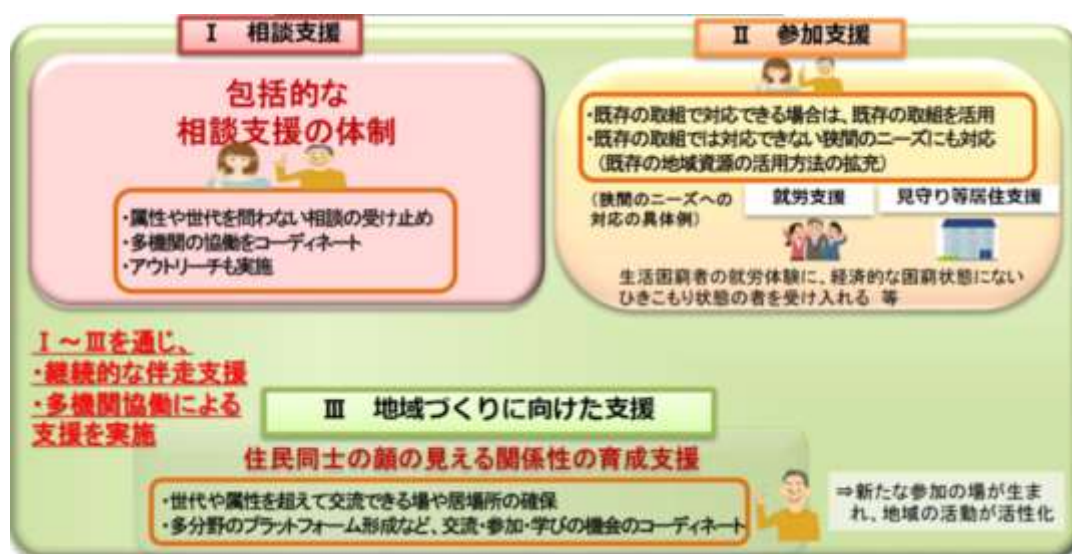 Ⅰ 相談支援
包括的な
相談支援の体制
・属性や世代を問わない相談の受け止め
・多機関の協働をコーディネート
・アウトリーチも実施
Ⅱ 参加支援
・既存の取組で対応できる場合は、既存の取組を活用
・既存の取組では対応できない狭間のニーズにも対応
(既存の地域資源の活用方法の拡充)
(狭間のニーズへの
対応の具体例)
就労支援
見守り等居住支援
生活困窮者の就労体験に、経済的な困窮状態にない
ひきこもり状態の者を受け入れる 等
Ⅰ～Ⅲを通じ、
・継続的な伴走支援
・多機関協働による
支援を実施
Ⅲ 地域づくりに向けた支援
住民同士の顔の見える関係性の育成支援
・世代や属性を超えて交流できる場や居場所の確保
・多分野のプラットフォーム形成など、交流・参加・学びの機会のコーディネート
⇒新たな参加の場が生ま
れ、地域の活動が活性化